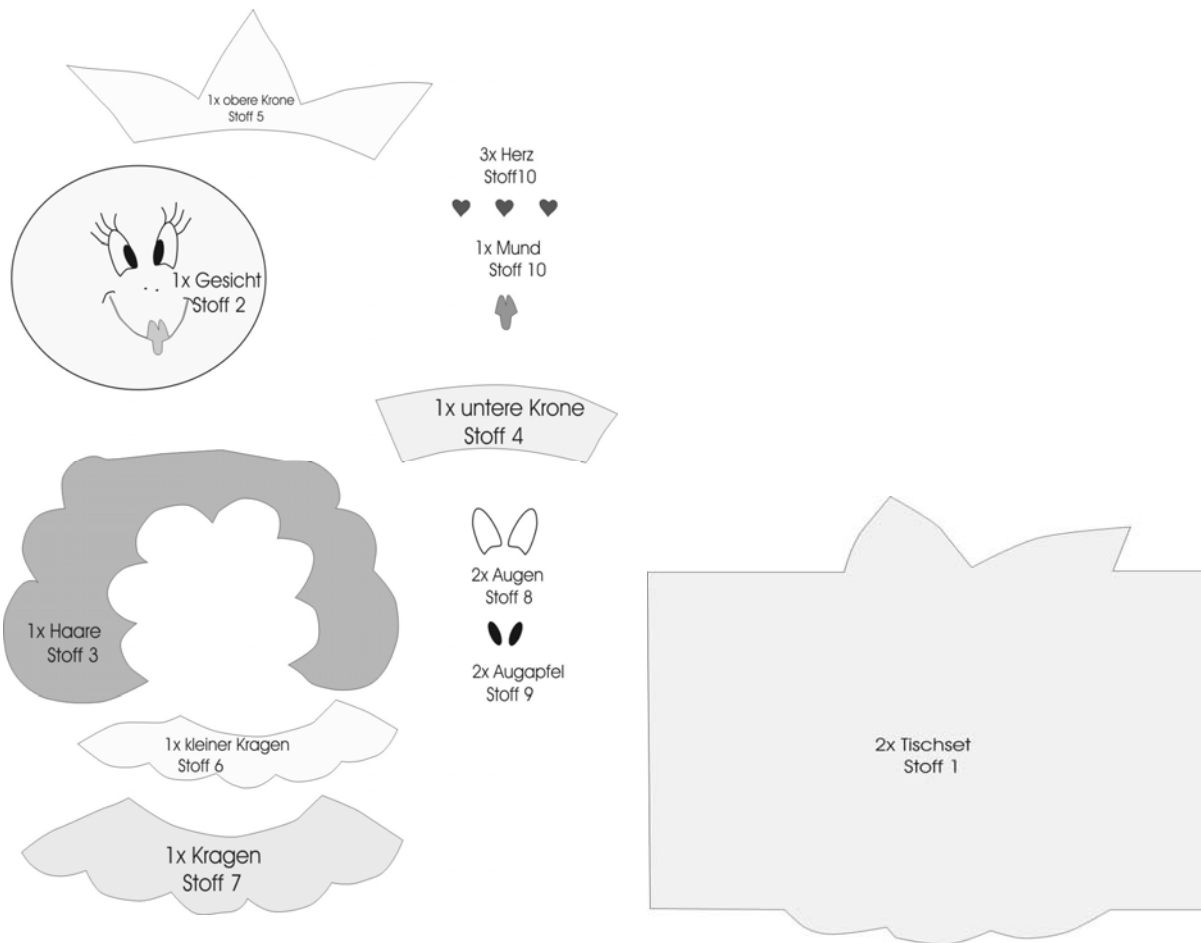 1x obere Krone
Stoff 5
3x Herz
Stoff10
1x Mund
Stoff 10
1x Gesicht
Stoff 2
1x untere Krone
Stoff 4
2x Augen
Stoff 8
1x Haare
Stoff 3
2x Augapfel
Stoff 9
1x kleiner Kragen
Stoff 6
1x Kragen
Stoff 7
2x Tischset
Stoff 1